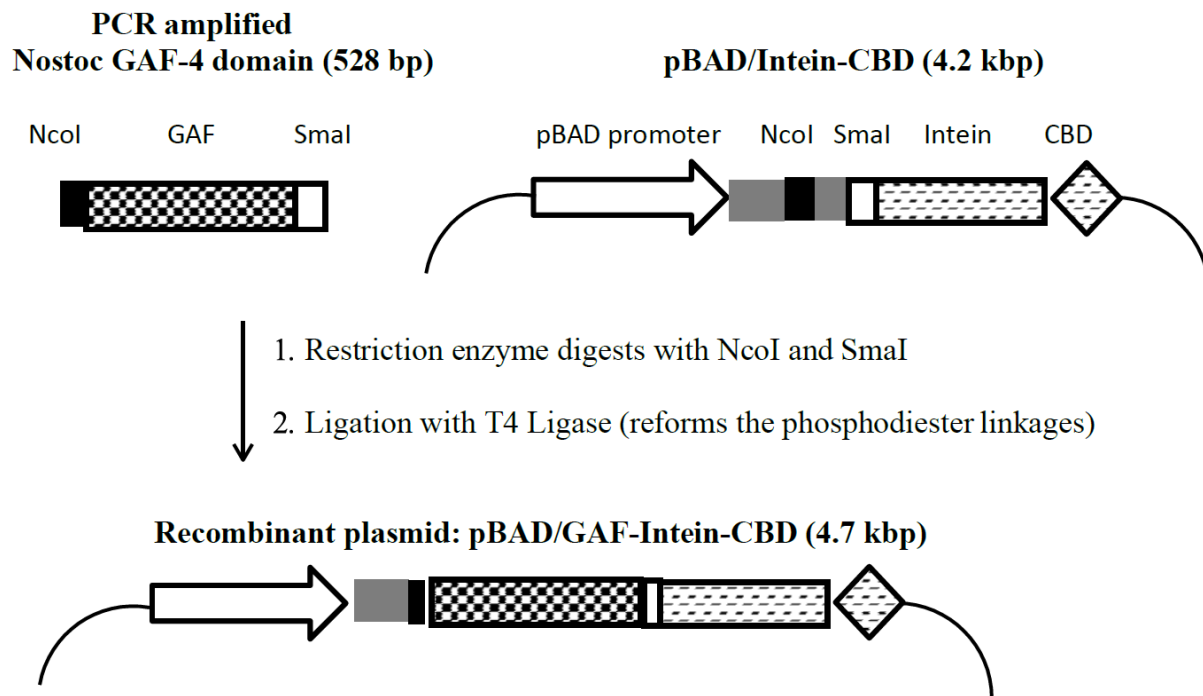 PCR amplified
Nostoc GAF-4 domain (528 bp)
pBAD/Intein-CBD (4.2 kbp)
NcoI GAF SmaI
pBAD promoter NcoI SmaI Intein CBD
1. Restriction enzyme digests with NcoI and SmaI
2. Ligation with T4 Ligase (reforms the phosphodiester linkages)
Recombinant plasmid: pBAD/GAF-Intein-CBD (4.7 kbp)